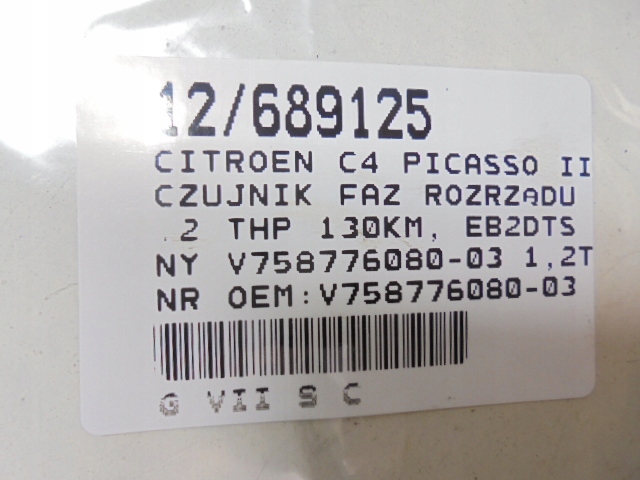 12/689125
CITROEN C4 PICASSO II
CZUJNIK FAZ ROZRZĄDU
.2 THP 130KM, EB2DTS
NY V758776080-03 1,2T
NR OEM:V758776080-03
G VII S C